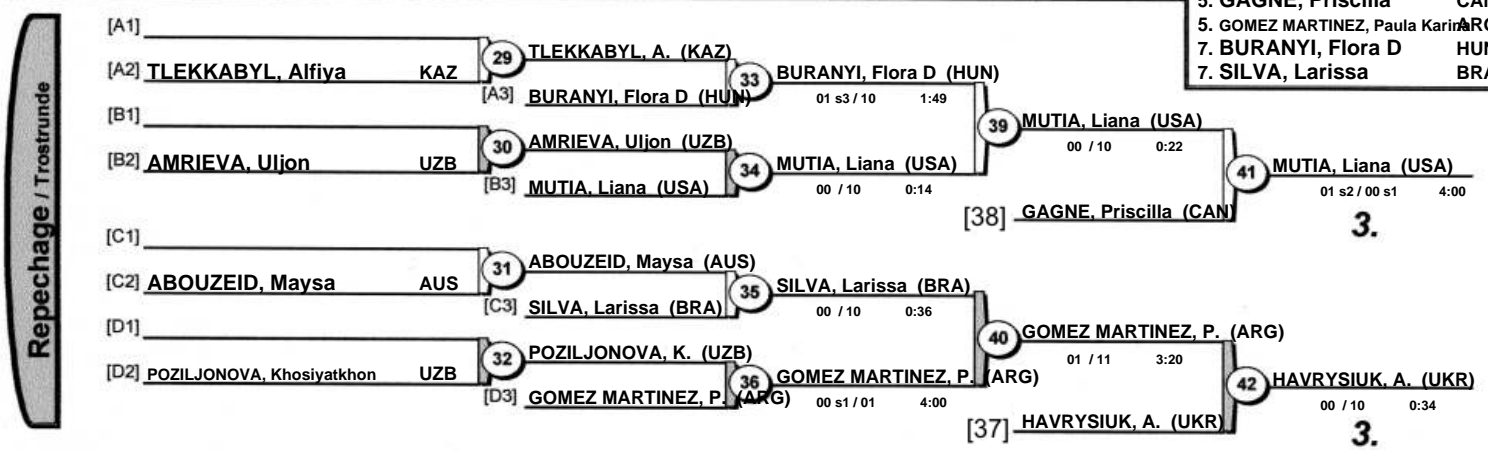 5. GAGNE, Priscilla CAN
5. GOMEZ MARTINEZ, Paula Karina ARG
7. BURANYI, Flora D HUN
7. SILVA, Larissa BRA
Repechage / Trostrunde
[A1]
[A2] TLEKKABYL, Alfiya KAZ
29
TLEKKABYL, A. (KAZ)
[A3] BURANYI, Flora D (HUN)
33
BURANYI, Flora D (HUN)
01 s3 / 10 1:49
[B1]
[B2] AMRIEVA, Uljon UZB
30
AMRIEVA, Uljon (UZB)
[B3] MUTIA, Liana (USA)
34
MUTIA, Liana (USA)
00 / 10 0:14
39
MUTIA, Liana (USA)
00 / 10 0:22
[38] GAGNE, Priscilla (CAN)
41
MUTIA, Liana (USA)
01 s2 / 00 s1 4:00
3.
[C1]
[C2] ABOUZEID, Maysa AUS
31
ABOUZEID, Maysa (AUS)
[C3] SILVA, Larissa (BRA)
35
SILVA, Larissa (BRA)
00 / 10 0:36
[D1]
[D2] POZILJONOVA, Khosiyatkhon UZB
32
POZILJONOVA, K. (UZB)
[D3] GOMEZ MARTINEZ, P. (ARG)
36
GOMEZ MARTINEZ, P. (ARG)
00 s1 / 01 4:00
40
GOMEZ MARTINEZ, P. (ARG)
01 / 11 3:20
[37] HAVRYSIUK, A. (UKR)
42
HAVRYSIUK, A. (UKR)
00 / 10 0:34
3.